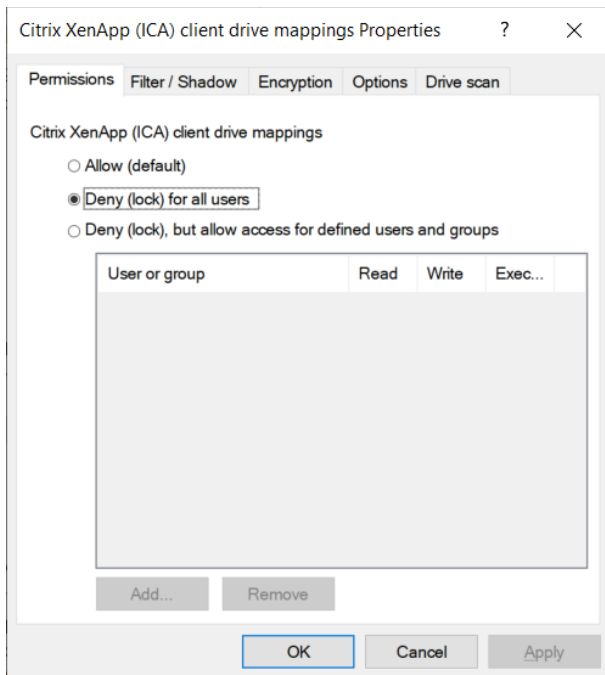 Citrix XenApp (ICA) client drive mappings Properties ?
Permissions Filter / Shadow Encryption Options Drive scan
Citrix XenApp (ICA) client drive mappings
Allow (default)
Deny (lock) for all users
Deny (lock), but allow access for defined users and groups
User or group Read Write Exec...
Add... Remove
OK Cancel Apply